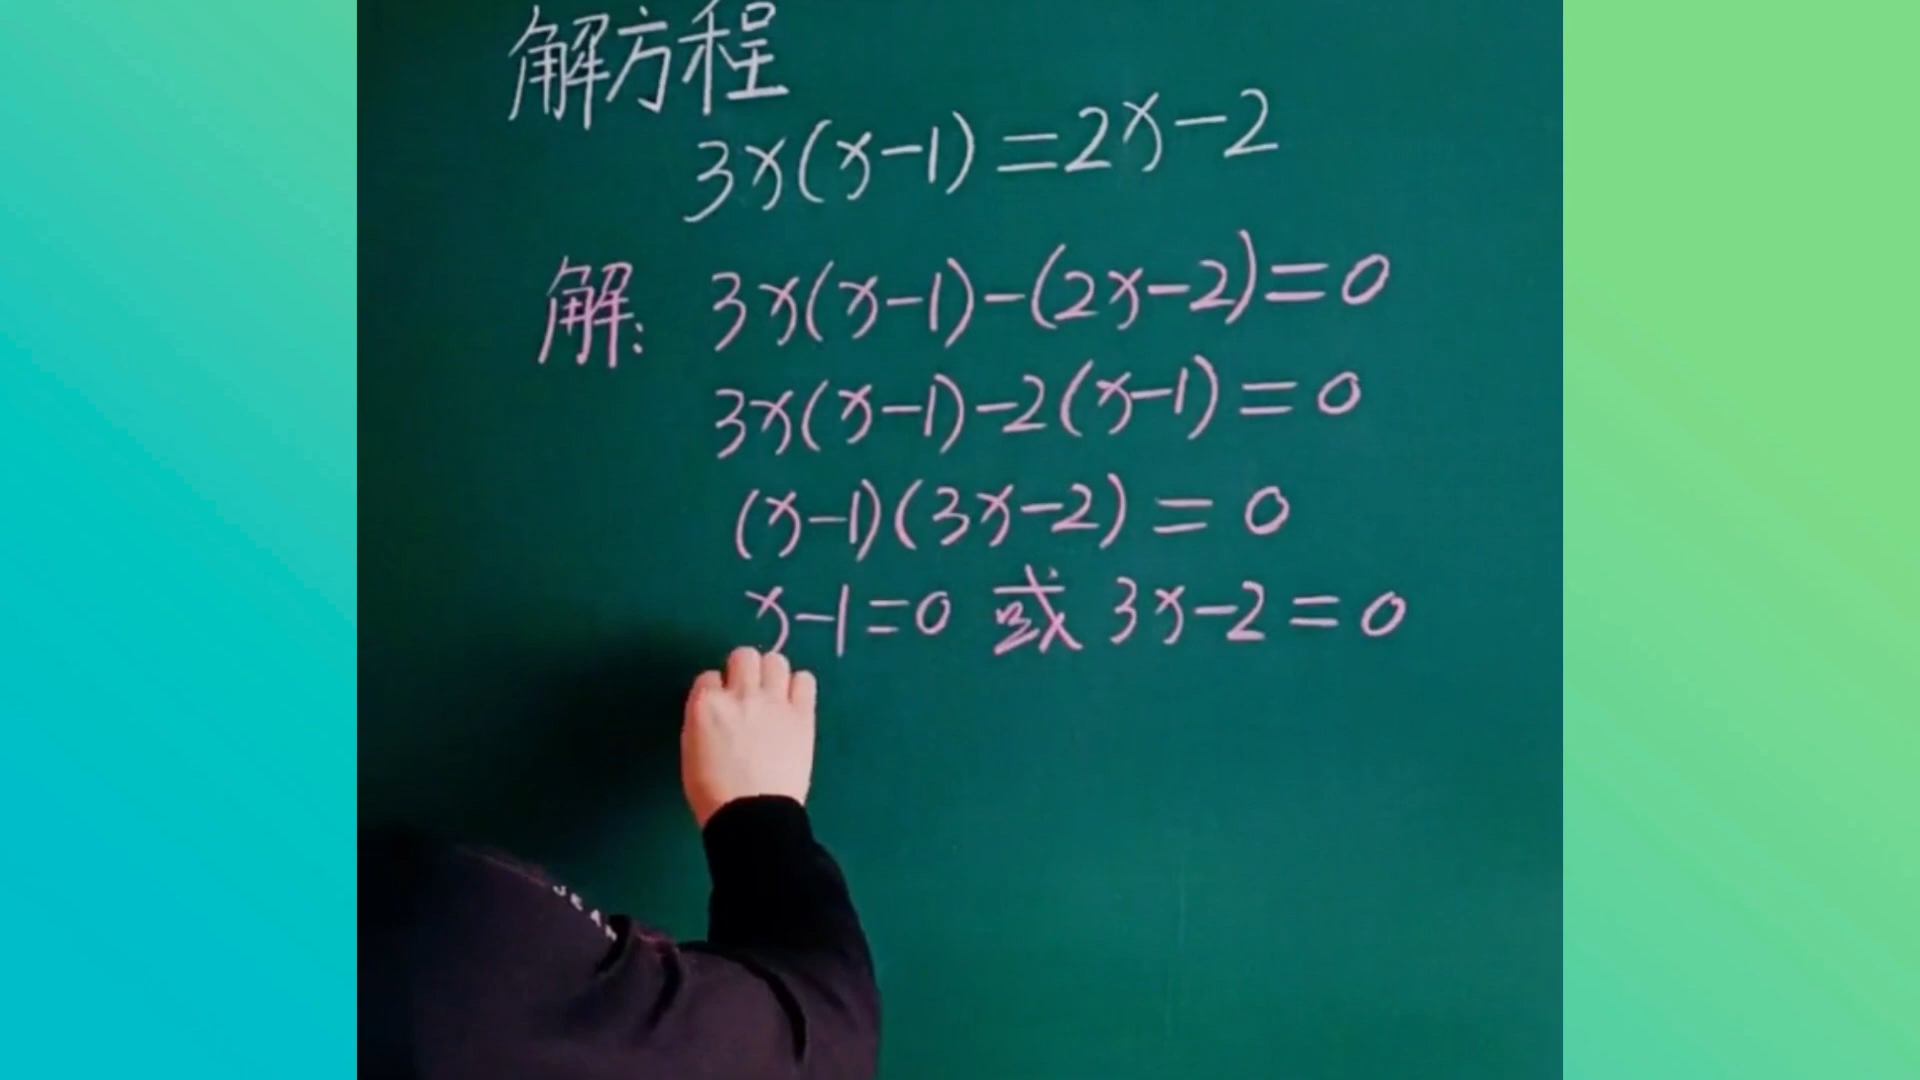 解方程
3x(x-1)=2x-2
解: 3x(x-1)-(2x-2)=0
3x(x-1)-2(x-1)=0
(x-1)(3x-2)=0
x-1=0 或 3x-2=0